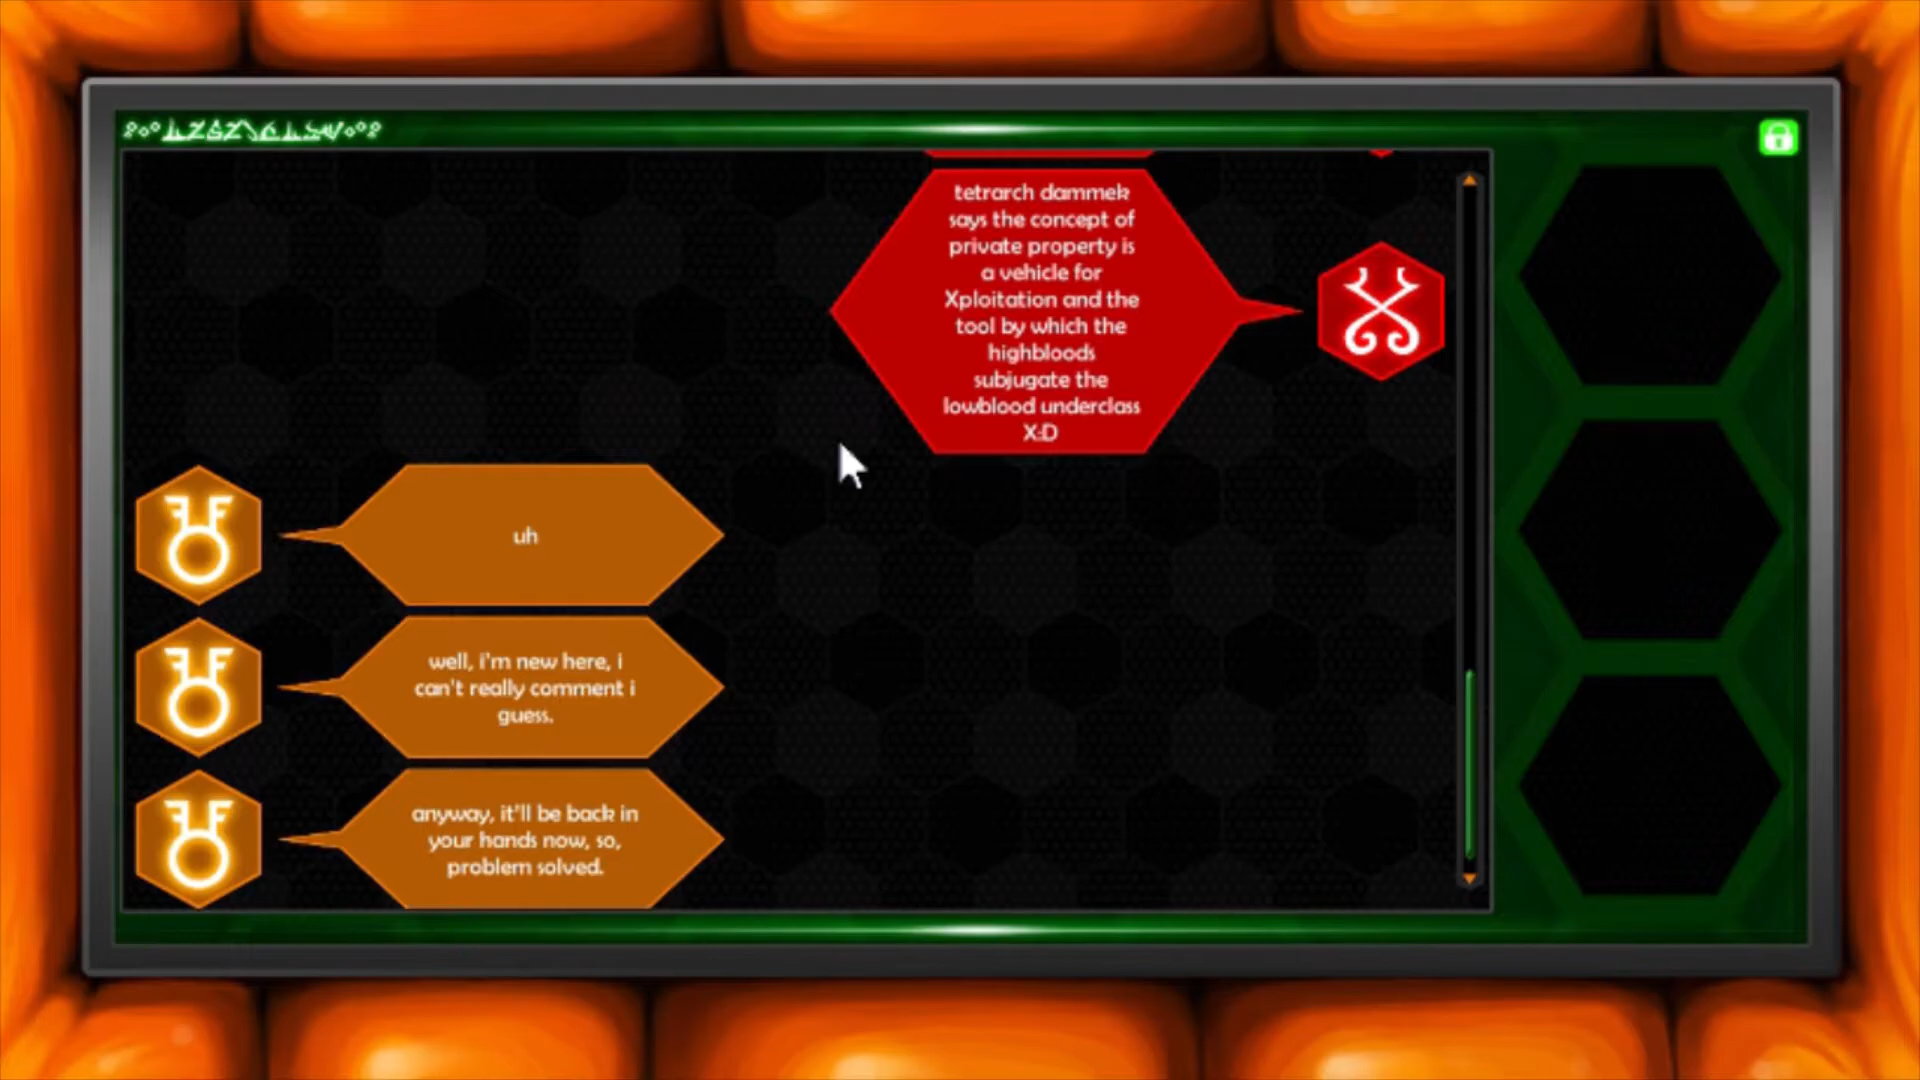 tetrarch dammek
says the concept of
private property is
a vehicle for
Xploitation and the
tool by which the
highbloods
subjugate the
lowblood underclass
X:D
uh
well, i'm new here, i
can't really comment i
guess.
anyway, it'll be back in
your hands now, so,
problem solved.